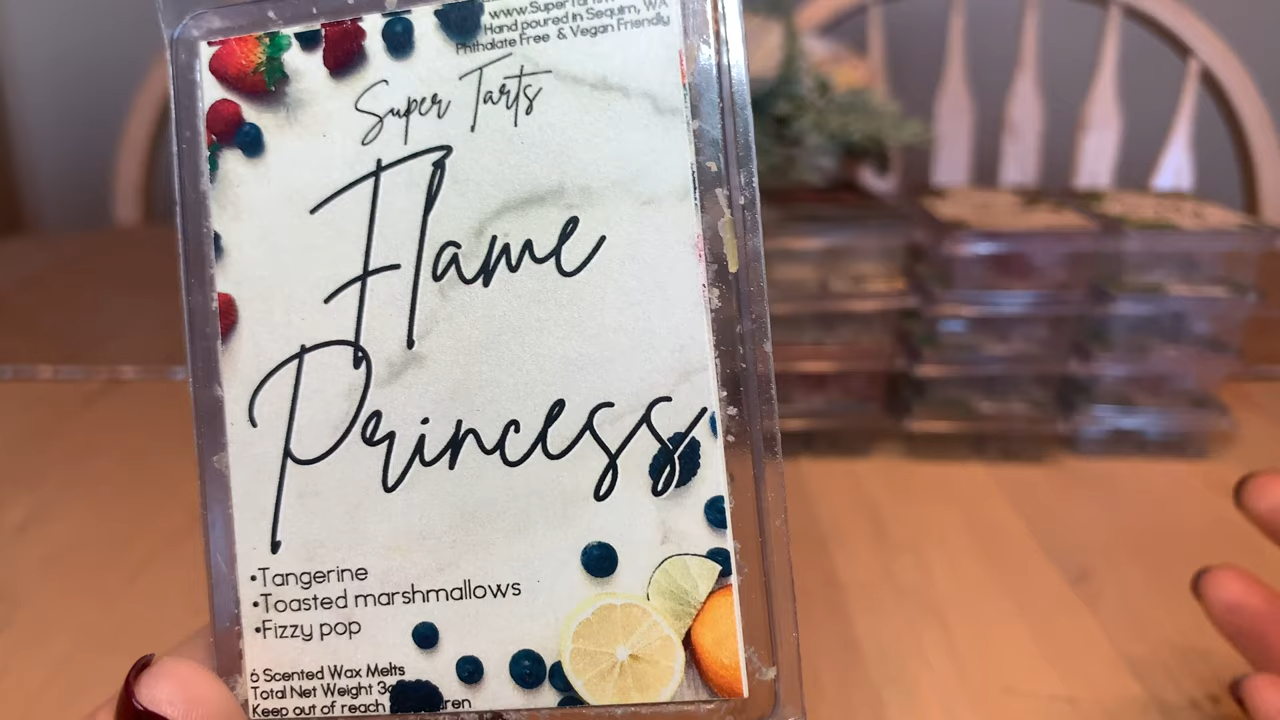 Hand poured in Sequim, WA
Phthalate Free & Vegan Friendly
Super Tarts
Flame
Princess
•Tangerine
•Toasted marshmallows
•Fizzy pop
6 Scented Wax Melts
Total Net Weight
Keep out of reach